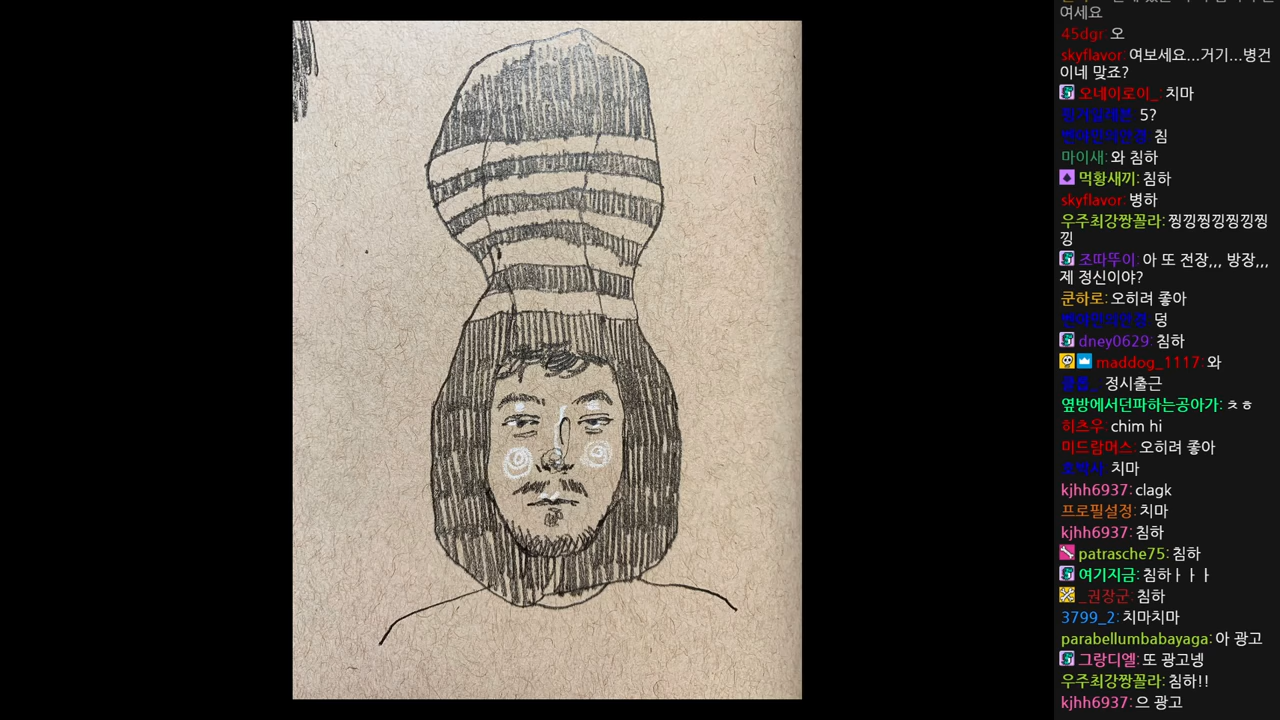 여세요
45dgr: 오
skyflavor: 여보세요...거기...병건
이네 맞죠?
오네이로이_: 치마
5?
침
마이새: 와 침하
먹황새끼: 침하
skyflavor: 병하
우주최강짱꼴라: 찡낑찡낑찡낑찡
낑
조따뚜이: 아 또 전장,,, 방장,,,
제 정신이야?
쿤하로: 오히려 좋아
덩
dney0629: 침하
maddog_1117: 와
정시출근
옆방에서던파하는공아가: ㅊㅎ
히츠우: chim hi
미드람머스: 오히려 좋아
치마
kjhh6937: clagk
프로필설정: 치마
kjhh6937: 침하
patrasche75: 침하
여기지금: 침하ㅏㅏㅏ
_권장군: 침하
3799_2: 치마치마
parabellumbabayaga: 아 광고
그랑디엘: 또 광고넹
우주최강짱꼴라: 침하!!
kjhh6937: 으 광고